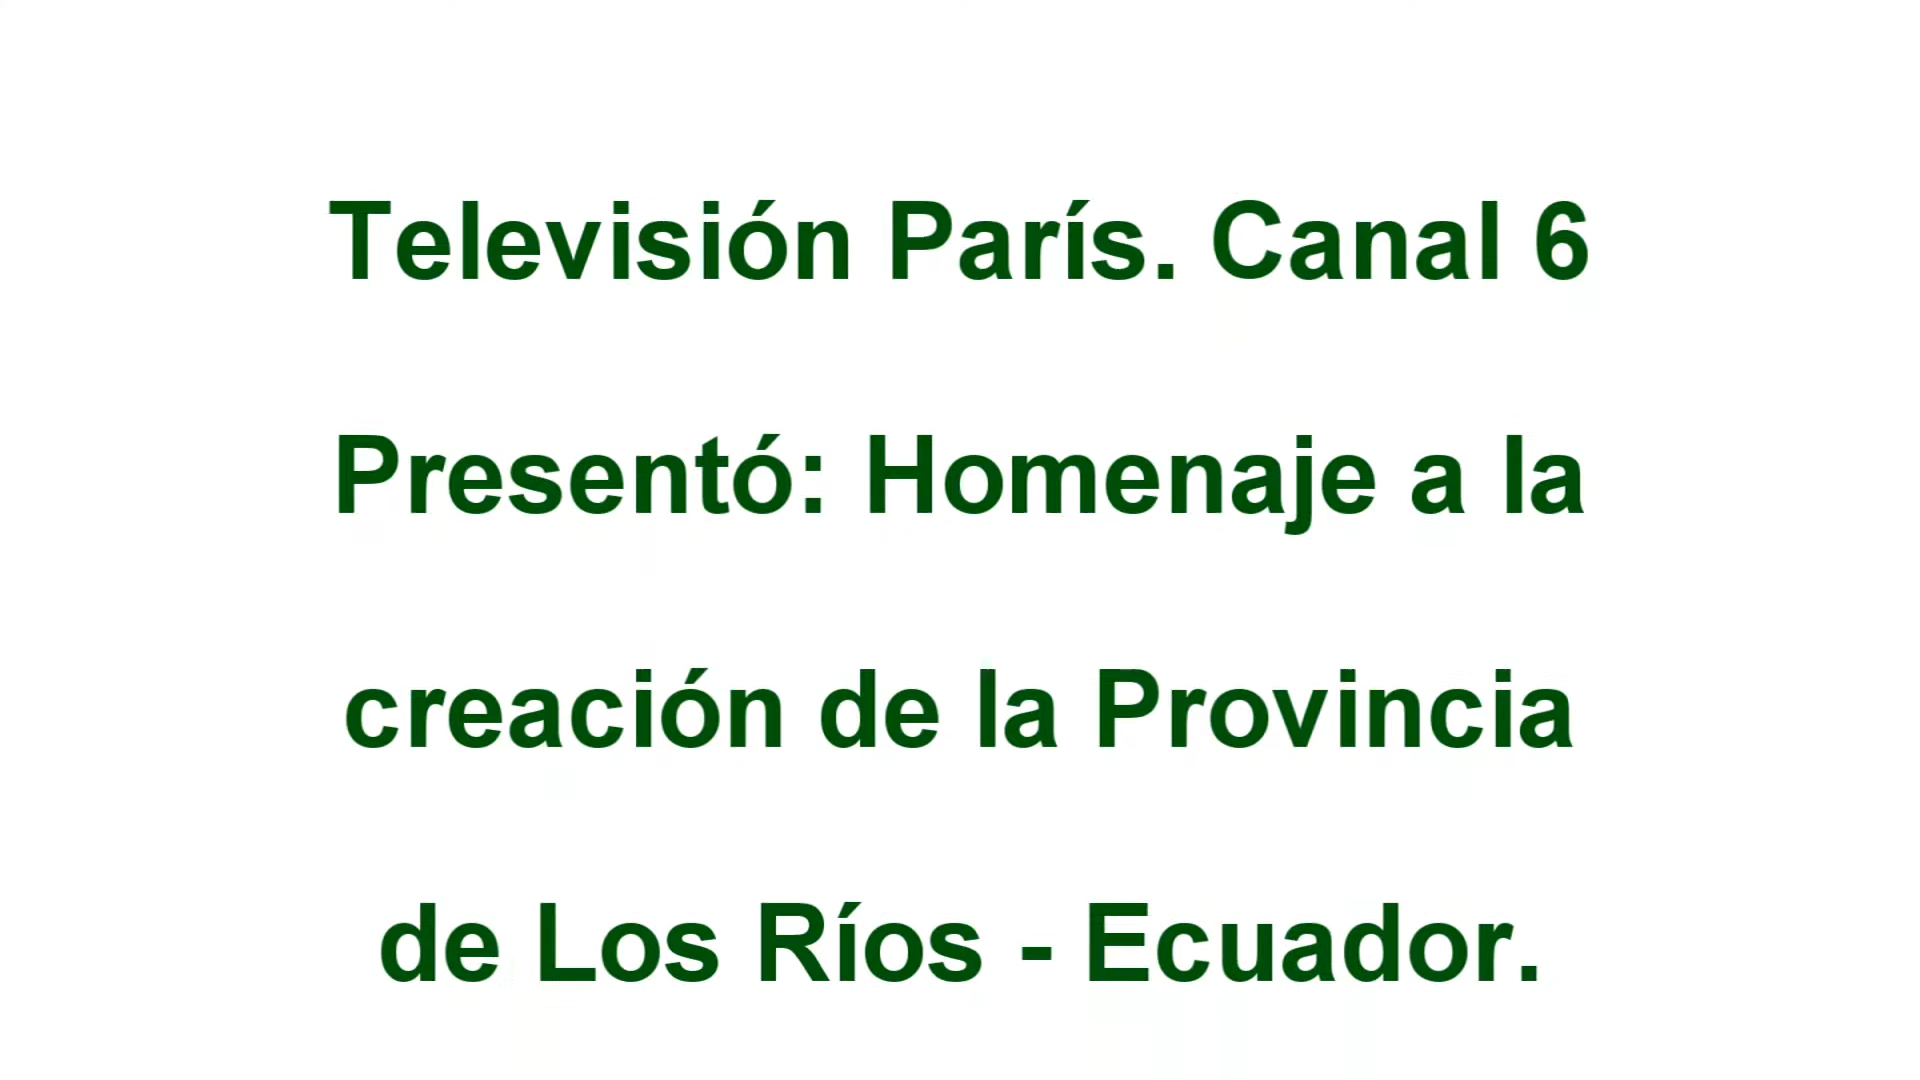 Televisión París. Canal 6
Presentó: Homenaje a la
creación de la Provincia
de Los Ríos - Ecuador.